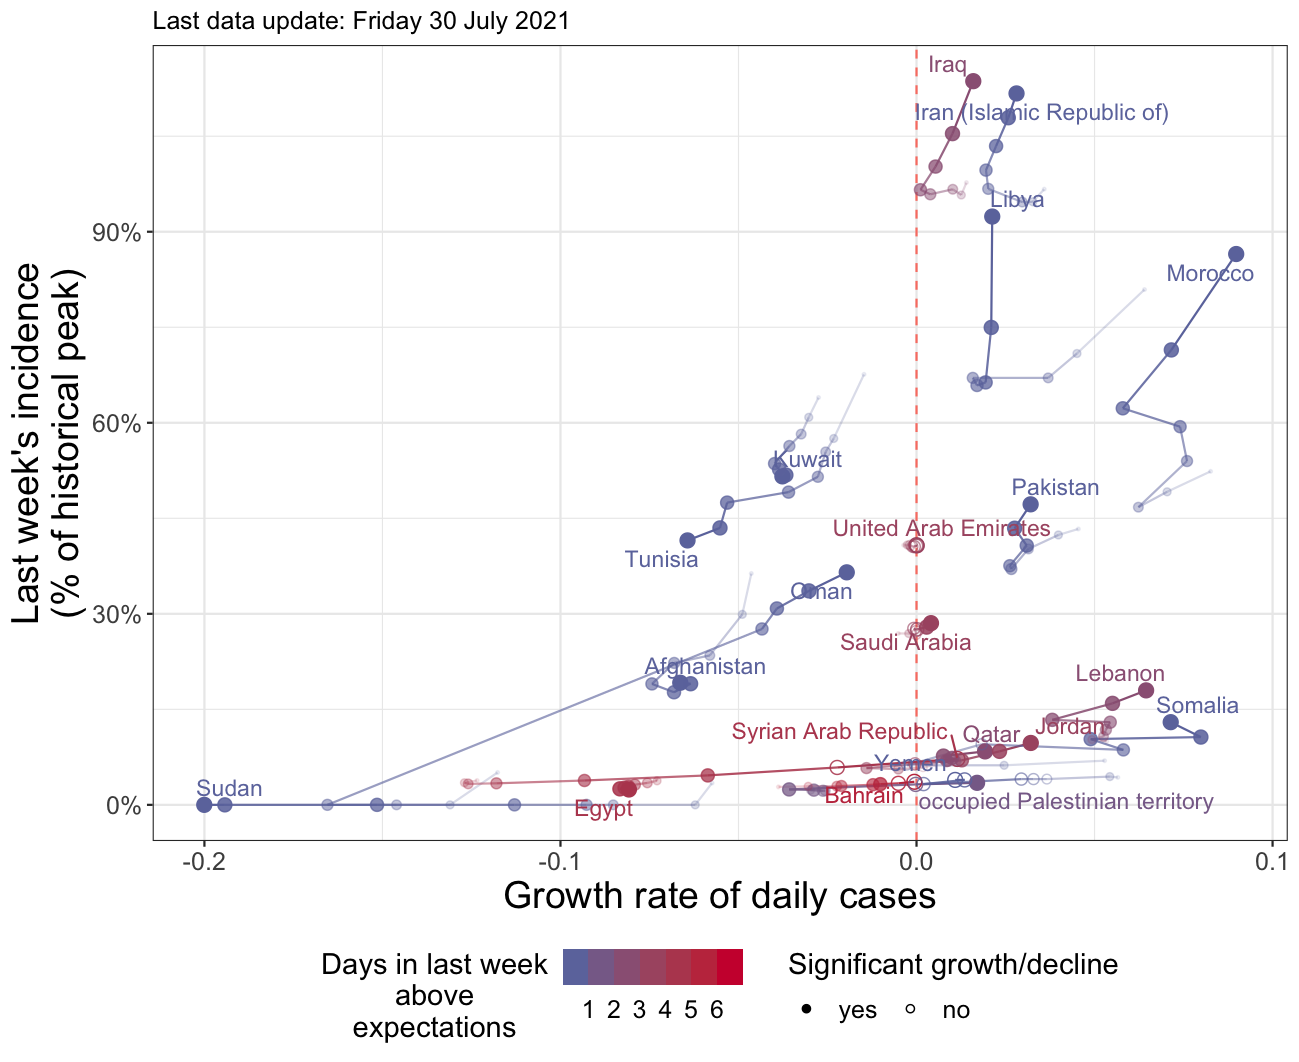 Last data update: Friday 30 July 2021
Last week's incidence
(% of historical peak)
90%
60%
30%
0%
Iraq
Iran (Islamic Republic of)
Libya
Morocco
Kuwait
Pakistan
United Arab Emirates
Tunisia
Oman
Saudi Arabia
Afghanistan
Lebanon
Somalia
Syrian Arab Republic
Qatar
Jordan
Yemen
Sudan
Bahrain
occupied Palestinian territory
Egypt
-0.2
-0.1
0.0
0.1
Growth rate of daily cases
Days in last week
above
expectations
1 2 3 4 5 6
Significant growth/decline
yes
no